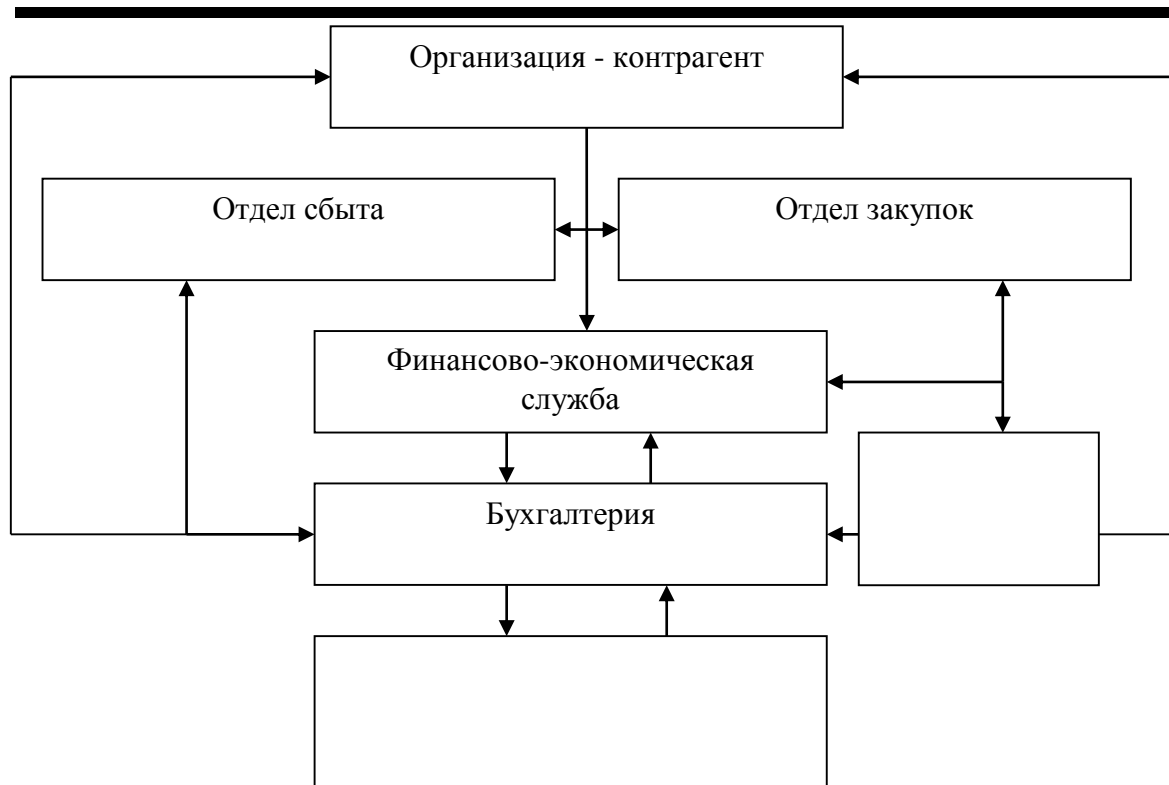 Организация - контрагент
Отдел сбыта
Отдел закупок
Финансово-экономическая
служба
Бухгалтерия